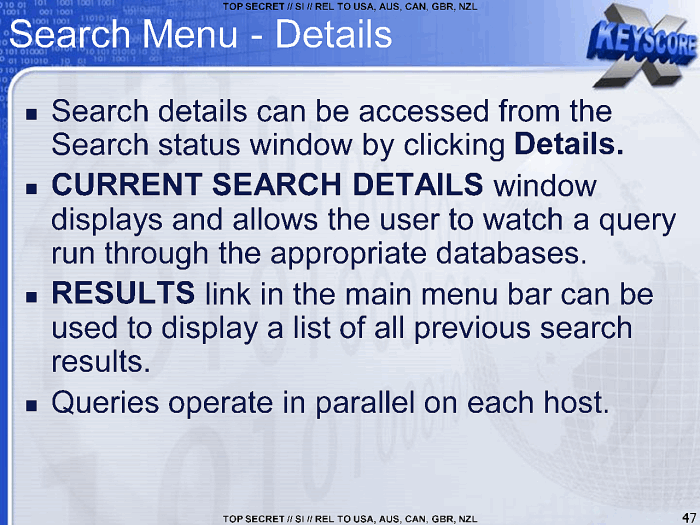 TOP SECRET // SI // REL TO USA, AUS, CAN, GBR, NZL
Search Menu - Details
KEYSCORE
X
■ Search details can be accessed from the
Search status window by clicking Details.
■ CURRENT SEARCH DETAILS window
displays and allows the user to watch a query
run through the appropriate databases.
■ RESULTS link in the main menu bar can be
used to display a list of all previous search
results.
■ Queries operate in parallel on each host.
TOP SECRET // SI // REL TO USA, AUS, CAN, GBR, NZL
47